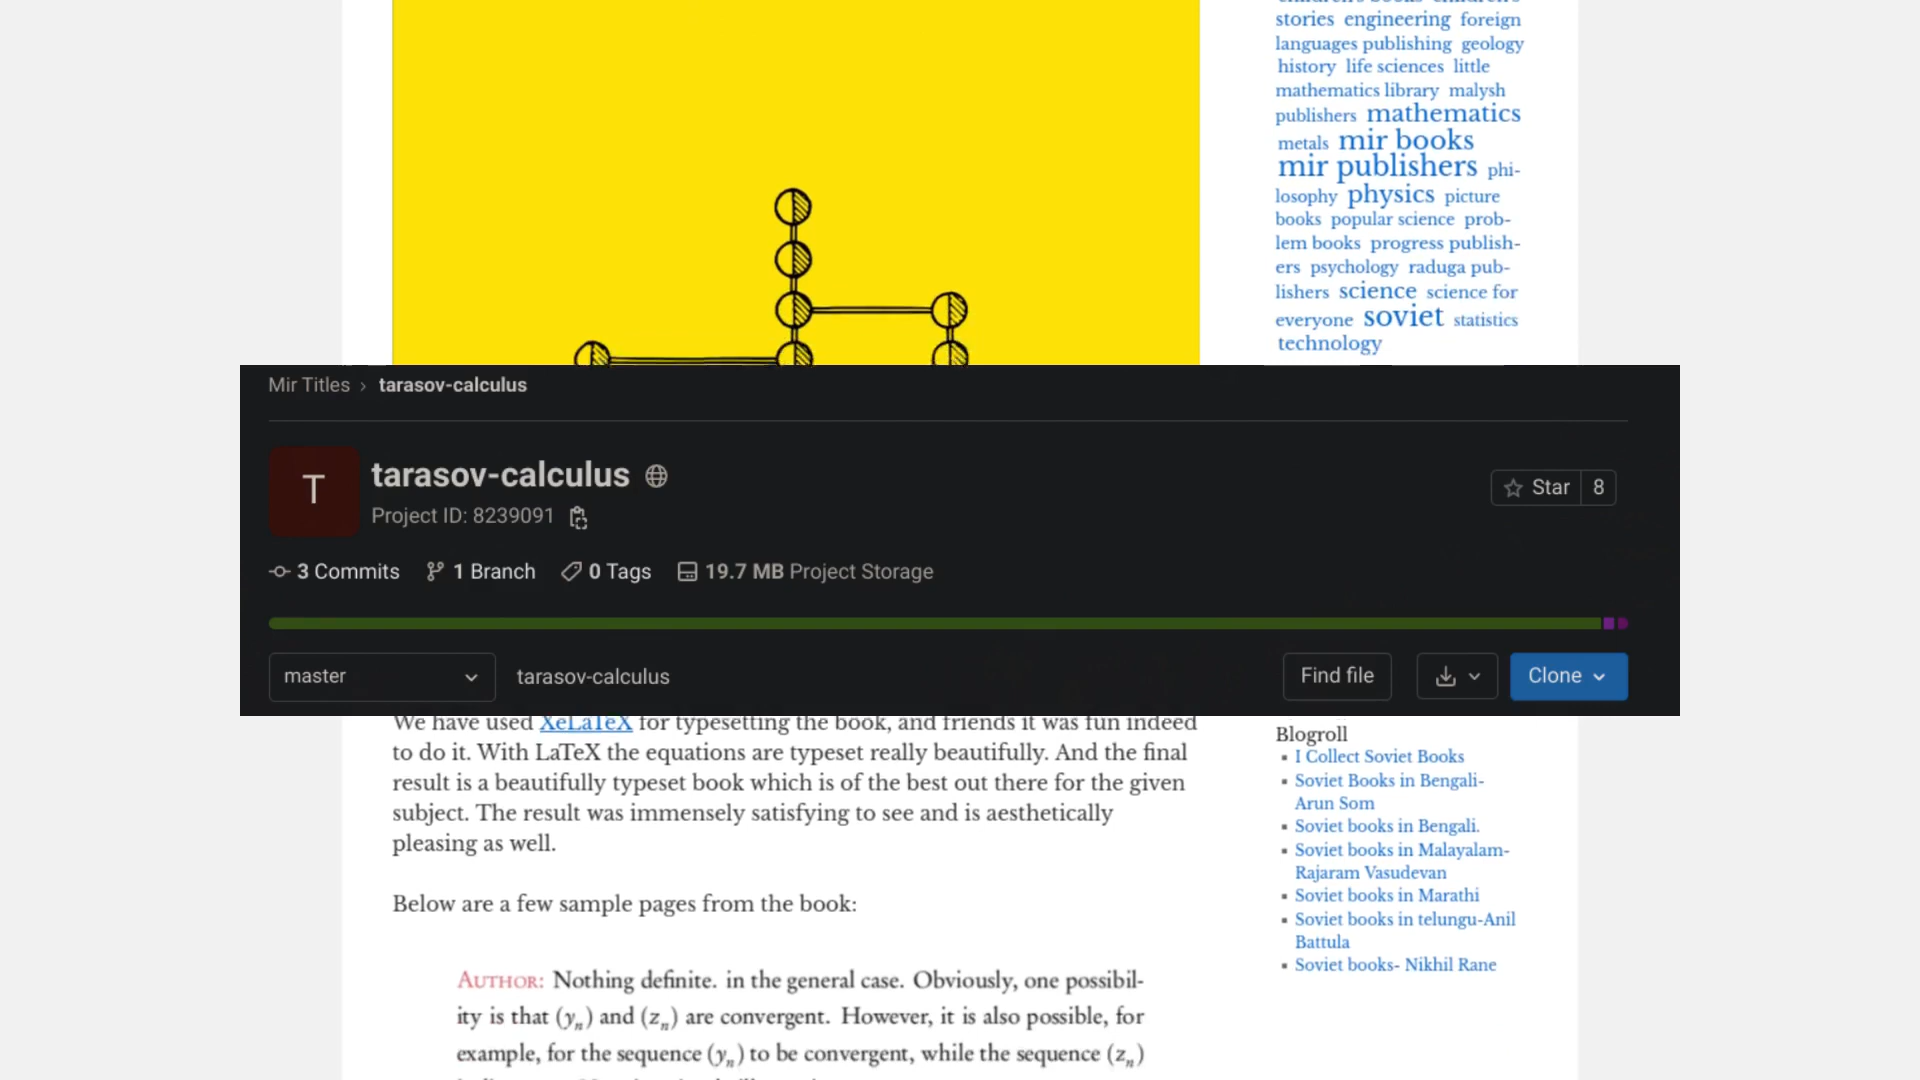 stories engineering foreign
languages publishing geology
history life sciences little
mathematics library malysh
publishers mathematics
metals mir books
mir publishers phi-
losophy physics picture
books popular science prob-
lem books progress publish-
ers psychology raduga pub-
lishers science science for
everyone soviet statistics
technology
Mir Titles › tarasov-calculus
T
tarasov-calculus
Project ID: 8239091
Star 8
3 Commits 1 Branch 0 Tags 19.7 MB Project Storage
master tarasov-calculus Find file Clone
We have used XeLaTeX for typesetting the book, and friends it was fun indeed
to do it. With LaTeX the equations are typeset really beautifully. And the final
result is a beautifully typeset book which is of the best out there for the given
subject. The result was immensely satisfying to see and is aesthetically
pleasing as well.
Below are a few sample pages from the book:
AUTHOR: Nothing definite. in the general case. Obviously, one possibil-
ity is that (yₙ) and (zₙ) are convergent. However, it is also possible, for
example, for the sequence (yₙ) to be convergent, while the sequence (zₙ)
Blogroll
I Collect Soviet Books
Soviet Books in Bengali-
Arun Som
Soviet books in Bengali.
Soviet books in Malayalam-
Rajaram Vasudevan
Soviet books in Marathi
Soviet books in telungu-Anil
Battula
Soviet books- Nikhil Rane